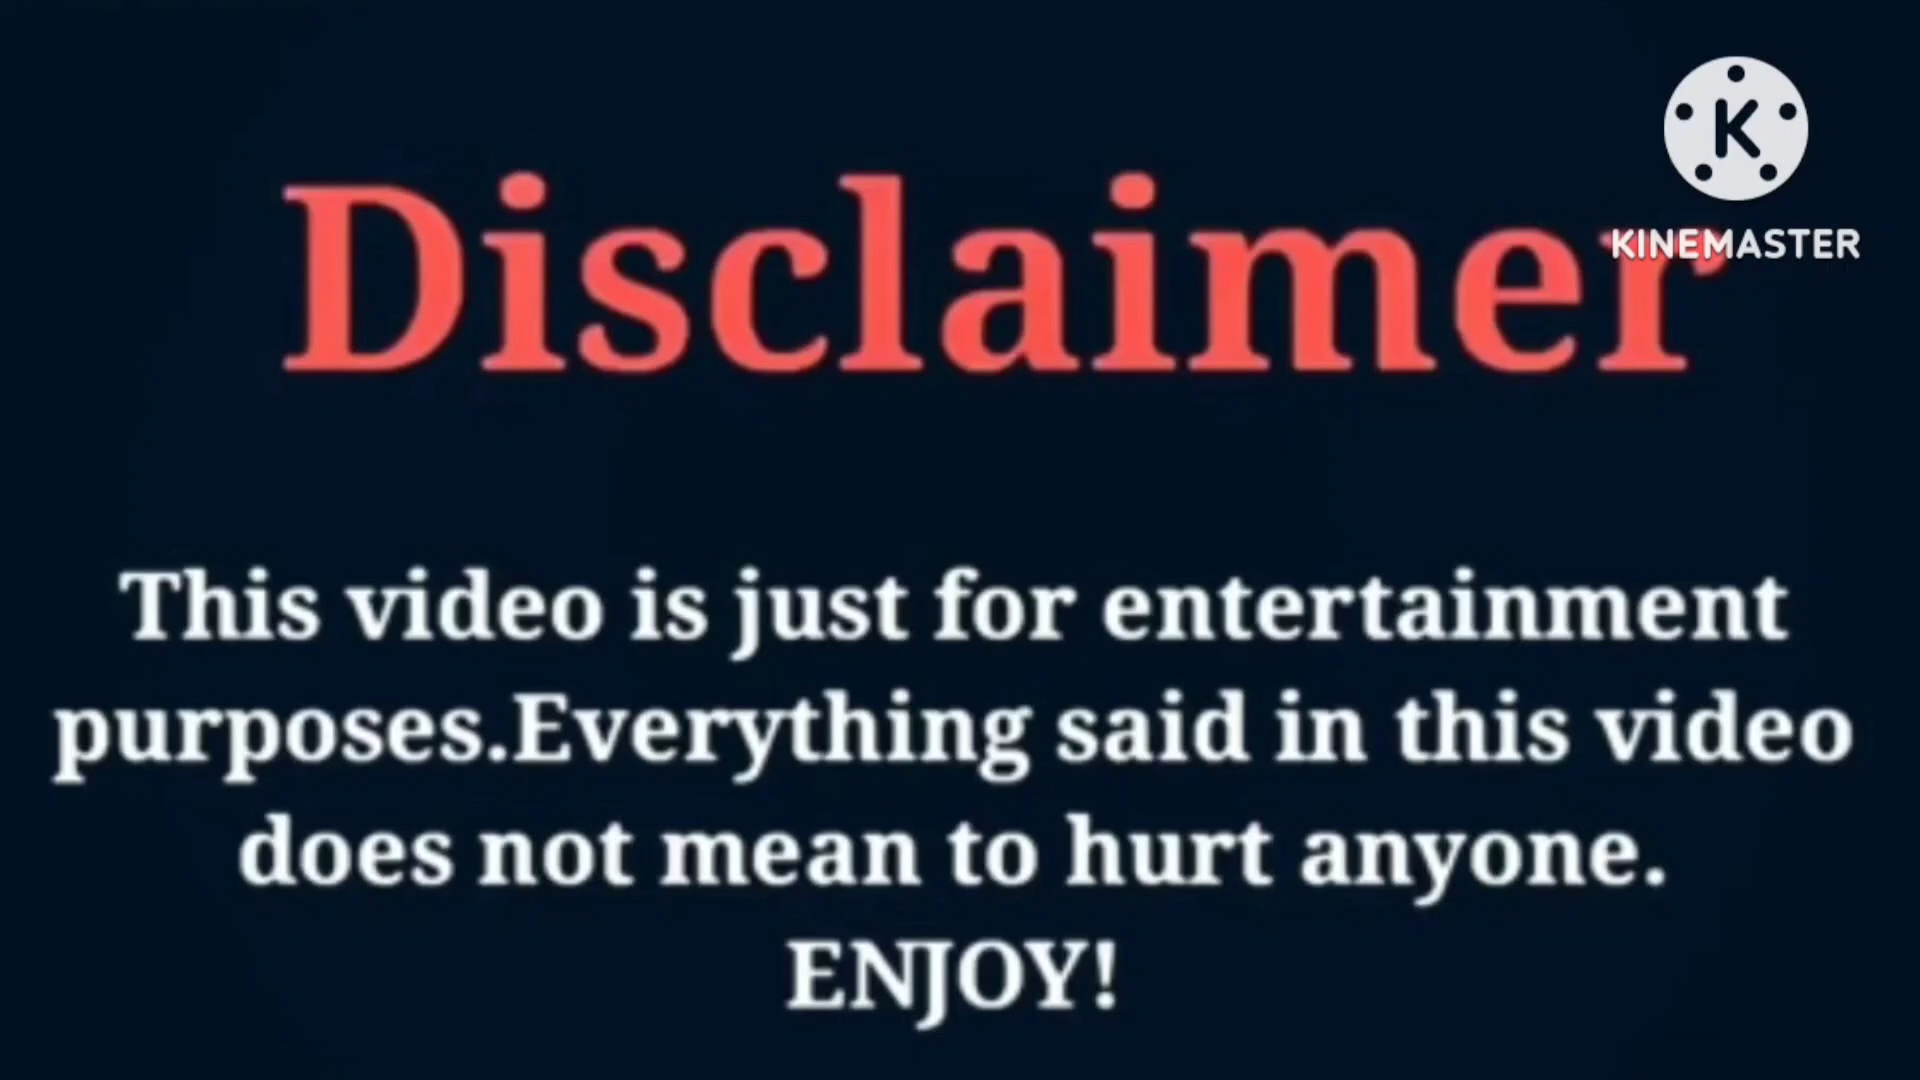 K
KINEMASTER
Disclaimer
This video is just for entertainment
purposes.Everything said in this video
does not mean to hurt anyone.
ENJOY!